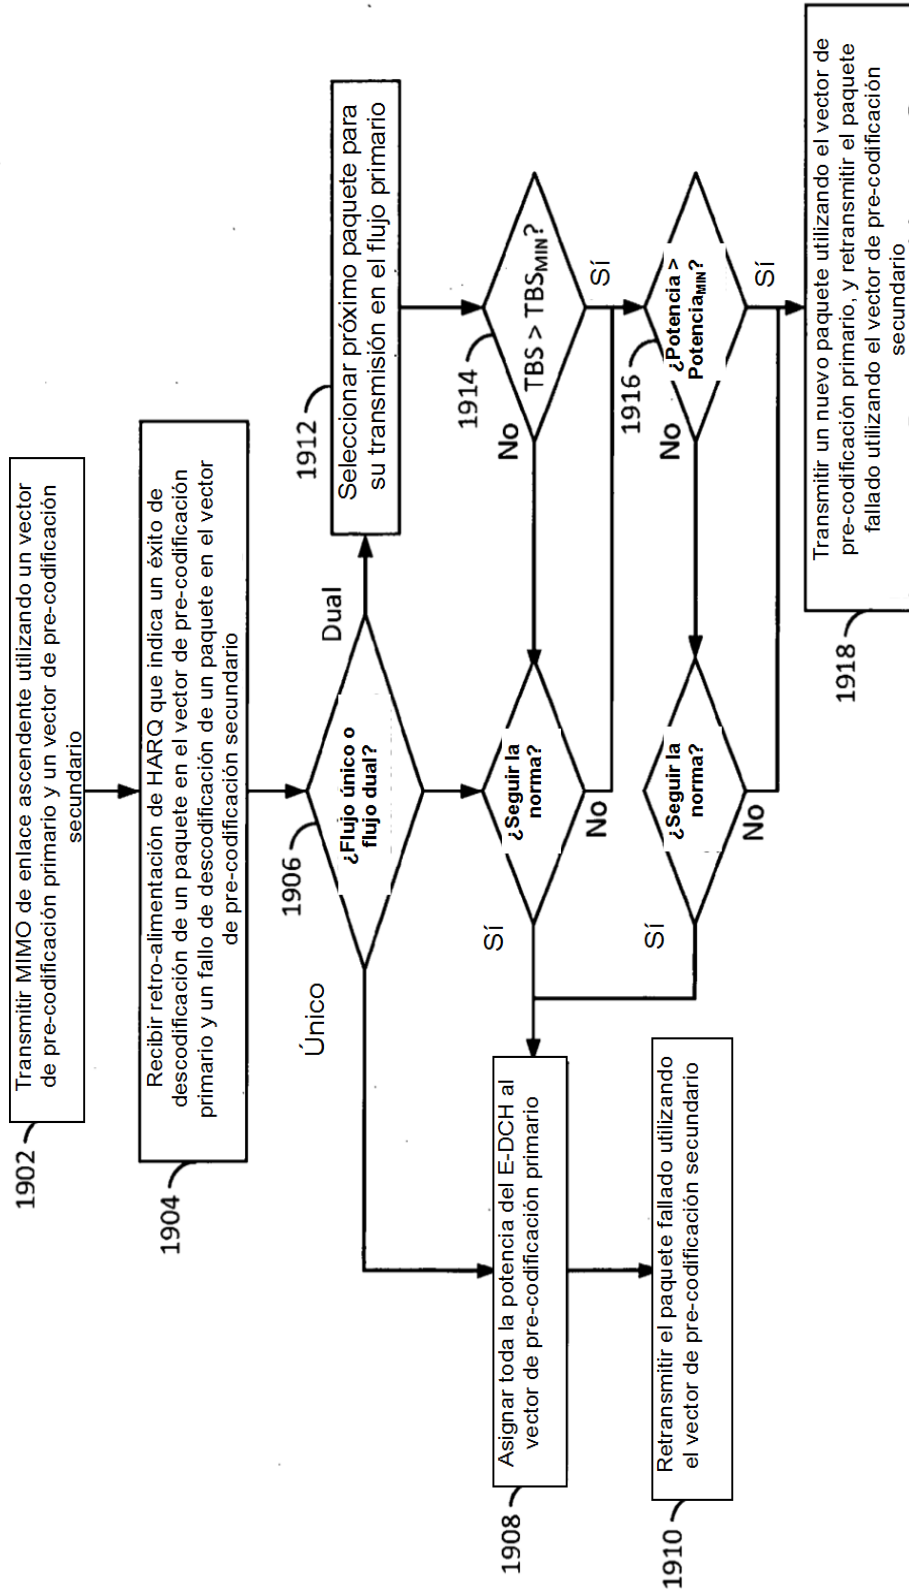 1902
Transmitir MIMO de enlace ascendente utilizando un vector
de pre-codificación primario y un vector de pre-codificación
secundario
1904
Recibir retro-alimentación de HARQ que indica un éxito de
descodificación de un paquete en el vector de pre-codificación
primario y un fallo de descodificación de un paquete en el vector
de pre-codificación secundario
1906
¿Flujo único o
flujo dual?
Único
Dual
1912
Seleccionar próximo paquete para
su transmisión en el flujo primario
1914
TBS > TBSMIN?
No
Sí
¿Seguir la
norma?
Sí
No
1908
Asignar toda la potencia del E-DCH al
vector de pre-codificación primario
1916
¿Potencia >
PotenciaMIN?
No
Sí
¿Seguir la
norma?
Sí
No
1910
Retransmitir el paquete fallado utilizando
el vector de pre-codificación secundario
1918
Transmitir un nuevo paquete utilizando el vector de
pre-codificación primario, y retransmitir el paquete
fallado utilizando el vector de pre-codificación
secundario